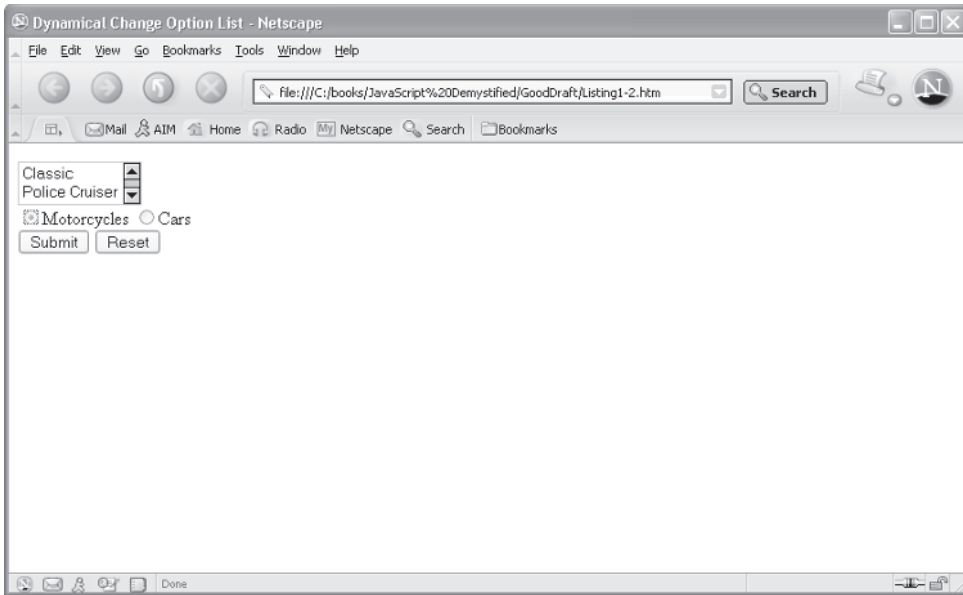 Dynamical Change Option List - Netscape
File Edit View Go Bookmarks Tools Window Help
file:///C:/books/JavaScript%20Demystified/GoodDraft/Listing1-2.htm Search N
Mail AIM Home Radio My Netscape Search Bookmarks
Classic
Police Cruiser
Motorcycles Cars
Submit Reset
Done